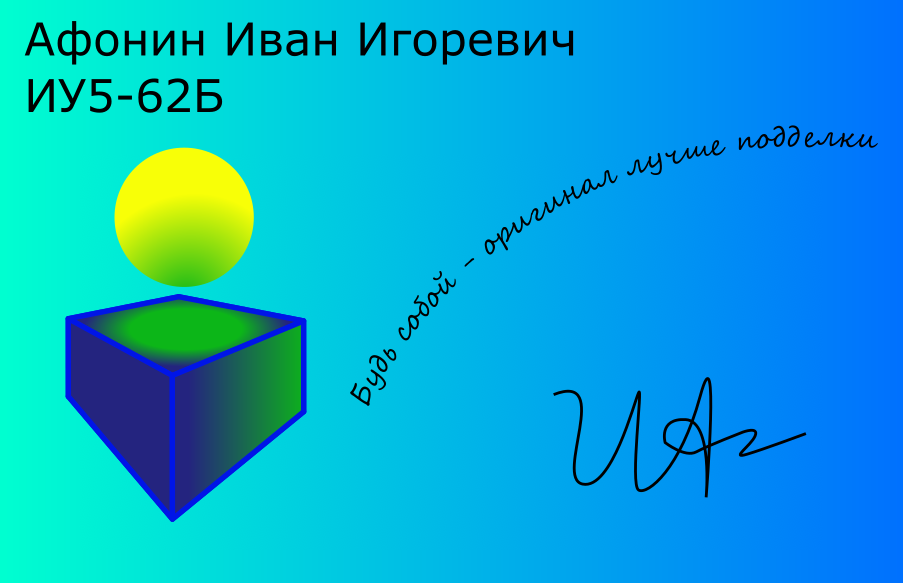 Афонин Иван Игоревич
ИУ5-62Б
Будь собой - оригинал лучше подделки